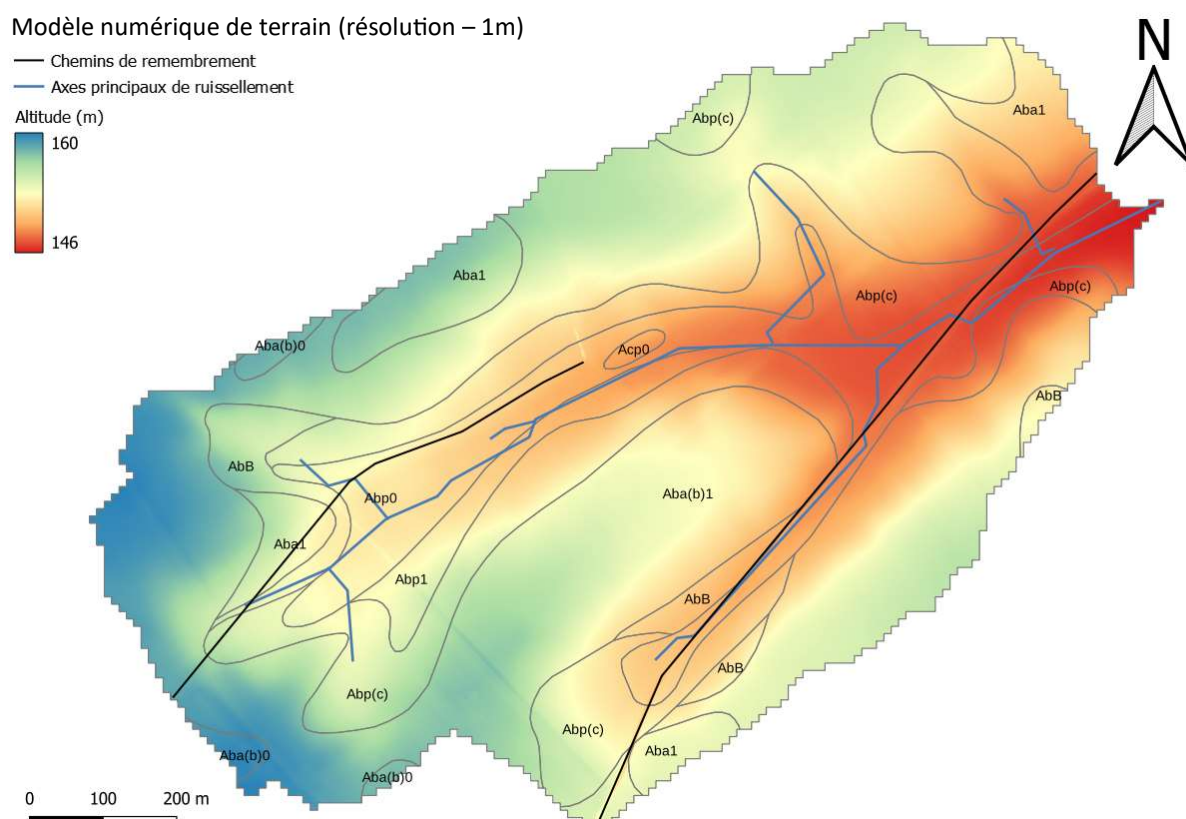 Modèle numérique de terrain (résolution – 1m)
N
Chemins de remembrement
Axes principaux de ruissellement
Altitude (m)
160
146
Aba1
Abp(c)
Aba1
Abp(c)
Abp(c)
Aba(b)0
Acp0
AbB
AbB
Aba(b)1
Abp0
Aba1
Abp1
AbB
AbB
Abp(c)
Abp(c)
Aba1
Aba(b)0
Aba(b)0
0 100 200 m